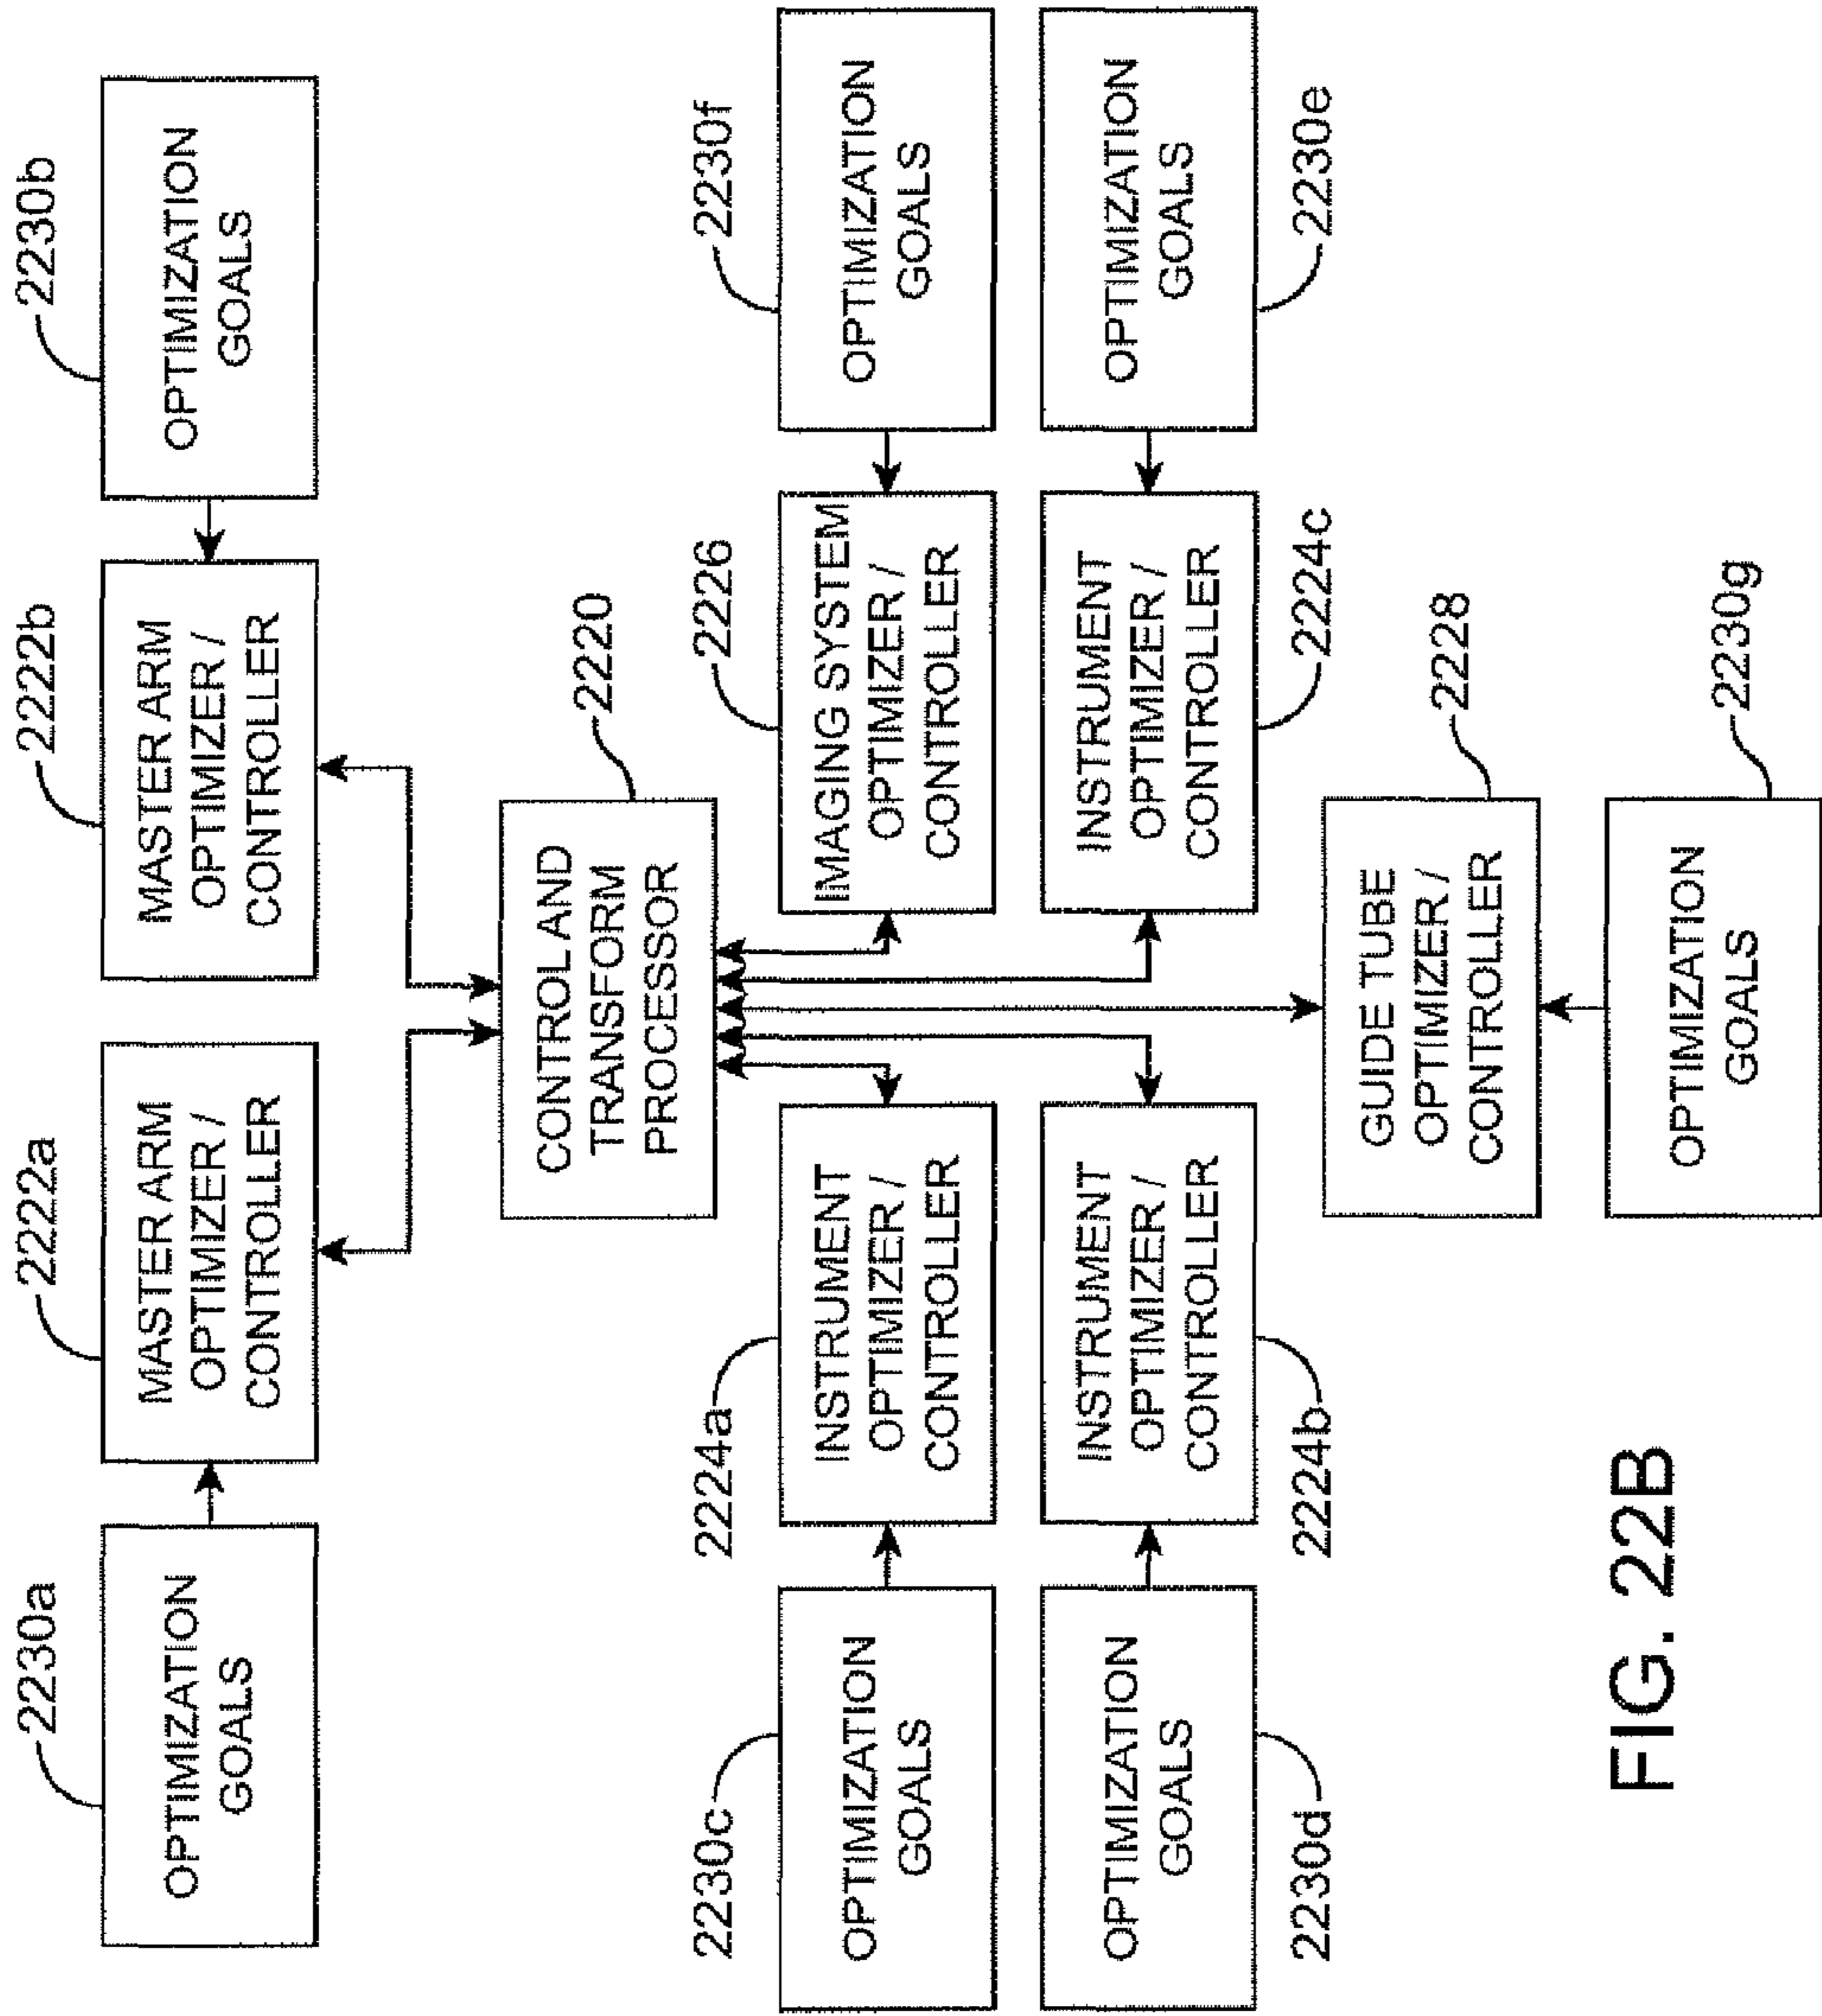 2230a
OPTIMIZATION
GOALS
2222a
MASTER ARM
OPTIMIZER /
CONTROLLER
2222b
MASTER ARM
OPTIMIZER /
CONTROLLER
2230b
OPTIMIZATION
GOALS
2220
CONTROL AND
TRANSFORM
PROCESSOR
2230c
OPTIMIZATION
GOALS
2224a
INSTRUMENT
OPTIMIZER /
CONTROLLER
2226
IMAGING SYSTEM
OPTIMIZER /
CONTROLLER
2230f
OPTIMIZATION
GOALS
OPTIMIZATION
GOALS
2230d
INSTRUMENT
OPTIMIZER /
CONTROLLER
2224b
INSTRUMENT
OPTIMIZER /
CONTROLLER
2224c
OPTIMIZATION
GOALS
2230e
2228
GUIDE TUBE
OPTIMIZER /
CONTROLLER
2230g
OPTIMIZATION
GOALS
FIG. 22B